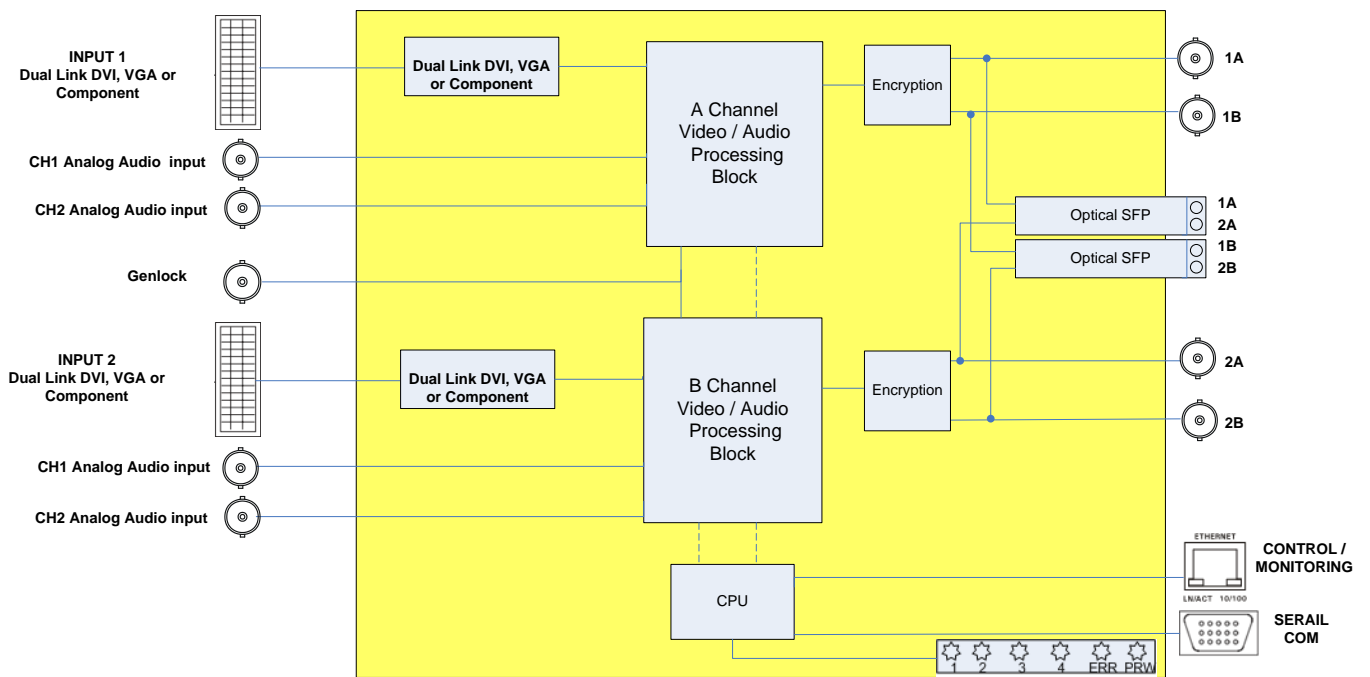 INPUT 1
Dual Link DVI, VGA or
Component
CH1 Analog Audio input
CH2 Analog Audio input
Genlock
INPUT 2
Dual Link DVI, VGA or
Component
CH1 Analog Audio input
CH2 Analog Audio input
Dual Link DVI, VGA
or Component
A Channel
Video / Audio
Processing
Block
Encryption
Dual Link DVI, VGA
or Component
B Channel
Video / Audio
Processing
Block
Encryption
CPU
1A
1B
Optical SFP
1A
2A
Optical SFP
1B
2B
2A
2B
ETHERNET
LN/ACT 10/100
CONTROL /
MONITORING
SERAIL
COM
1 2 3 4 ERR PRW